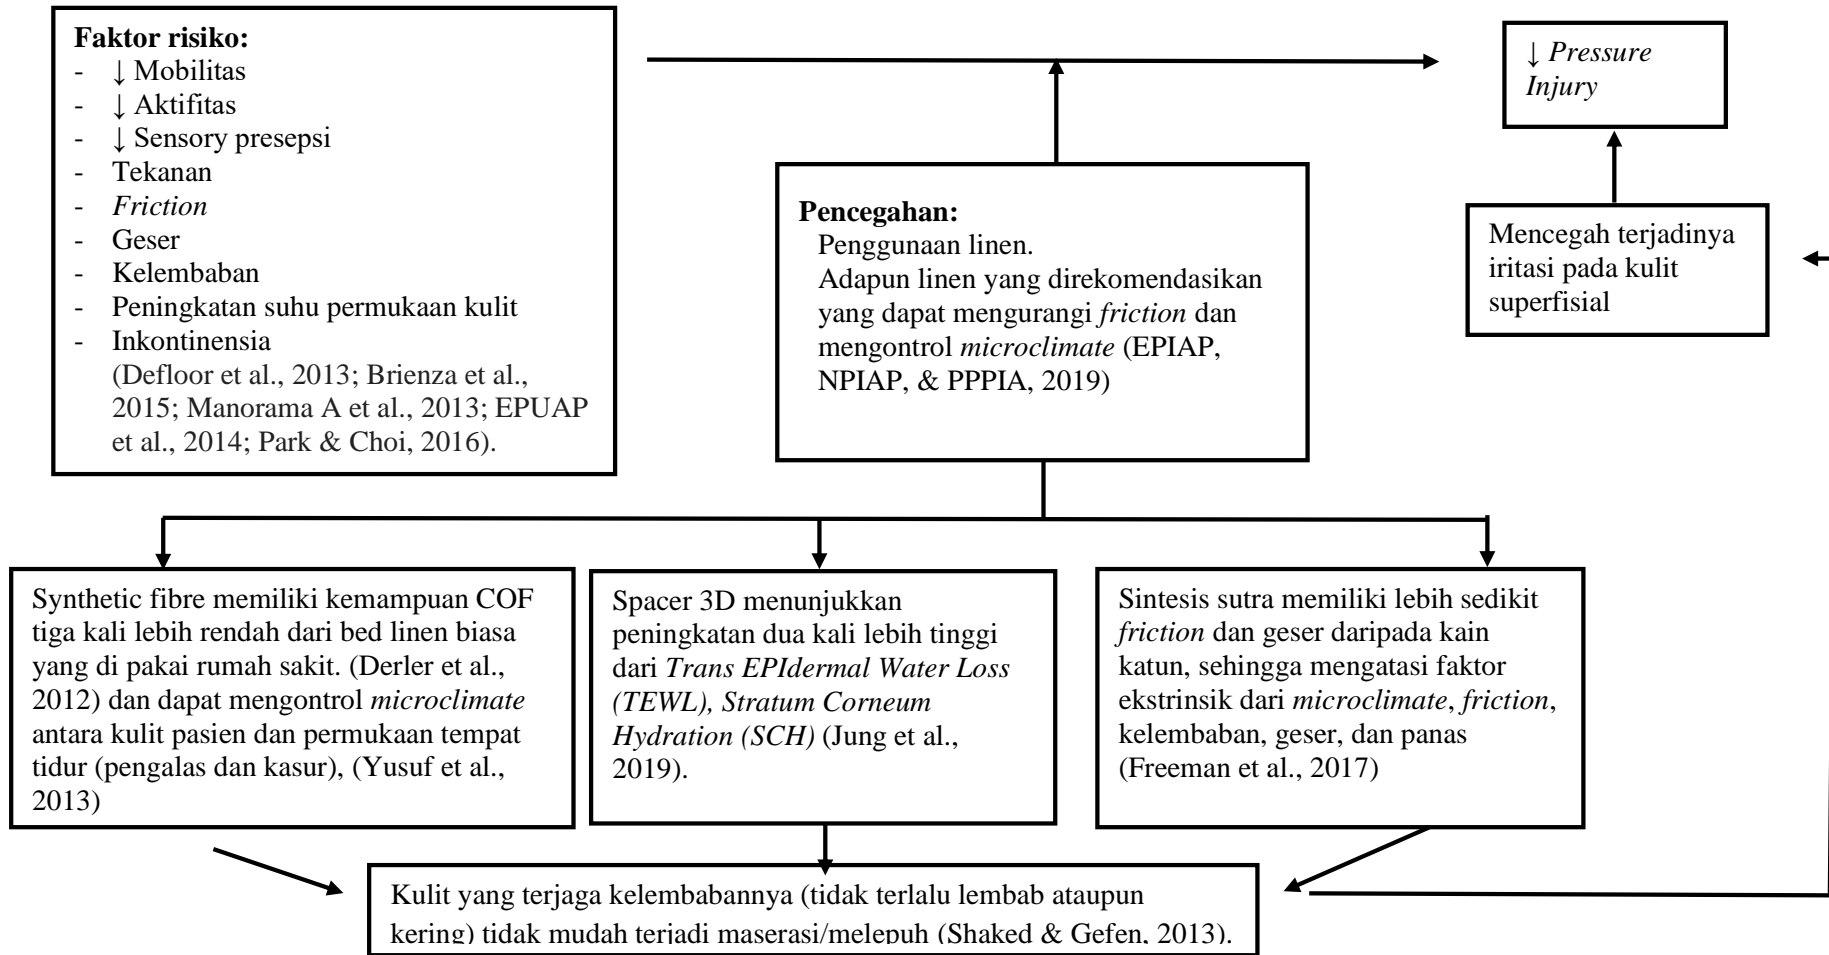 Faktor risiko:
- ↓ Mobilitas
- ↓ Aktifitas
- ↓ Sensory presepsi
- Tekanan
- Friction
- Geser
- Kelembaban
- Peningkatan suhu permukaan kulit
- Inkontinensia
(Defloor et al., 2013; Brienza et al.,
2015; Manorama A et al., 2013; EPUAP
et al., 2014; Park & Choi, 2016).
↓ Pressure
Injury
Pencegahan:
Penggunaan linen.
Adapun linen yang direkomendasikan
yang dapat mengurangi friction dan
mengontrol microclimate (EPIAP,
NPIAP, & PPPIA, 2019)
Mencegah terjadinya
iritasi pada kulit
superfisial
Synthetic fibre memiliki kemampuan COF
tiga kali lebih rendah dari bed linen biasa
yang di pakai rumah sakit. (Derler et al.,
2012) dan dapat mengontrol microclimate
antara kulit pasien dan permukaan tempat
tidur (pengalas dan kasur), (Yusuf et al.,
2013)
Spacer 3D menunjukkan
peningkatan dua kali lebih tinggi
dari Trans EPIdermal Water Loss
(TEWL), Stratum Corneum
Hydration (SCH) (Jung et al.,
2019).
Sintesis sutra memiliki lebih sedikit
friction dan geser daripada kain
katun, sehingga mengatasi faktor
ekstrinsik dari microclimate, friction,
kelembaban, geser, dan panas
(Freeman et al., 2017)
Kulit yang terjaga kelembabannya (tidak terlalu lembab ataupun
kering) tidak mudah terjadi maserasi/melepuh (Shaked & Gefen, 2013).